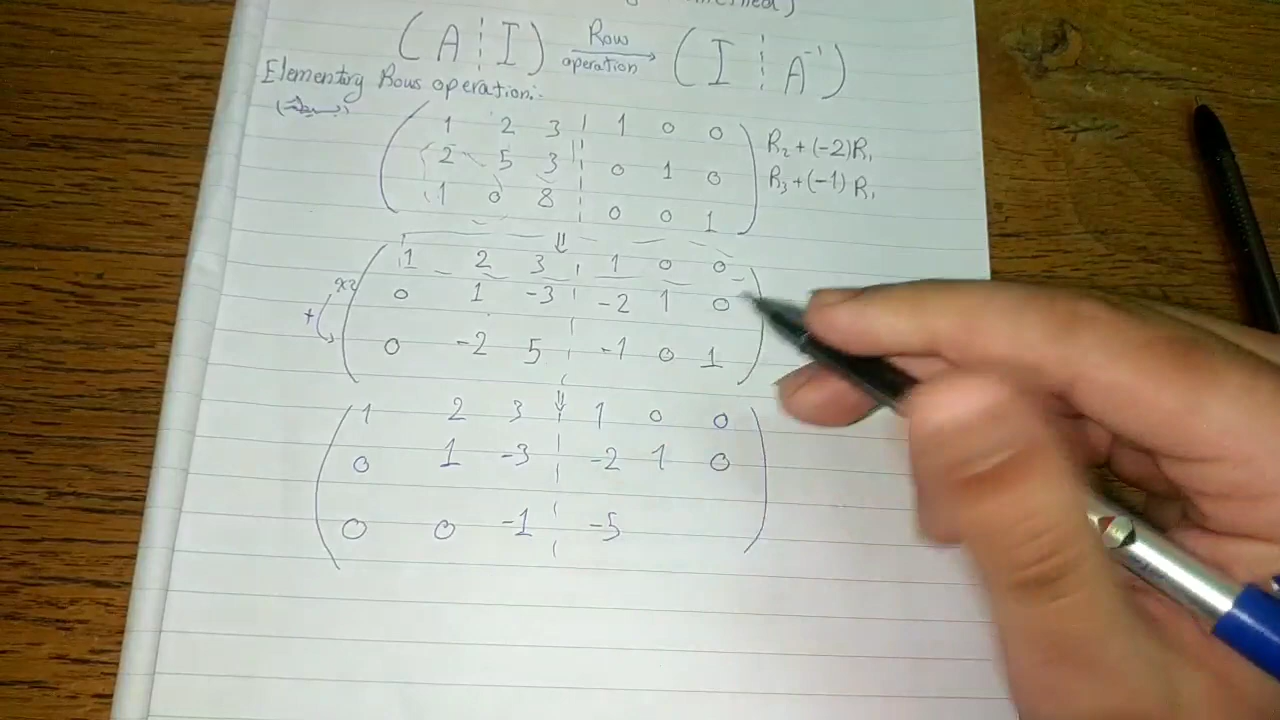 (A ¦ I) Row operation → (I ¦ A⁻¹)
Elementry Rows operation:-
1 2 3 ¦ 1 0 0 R₂+(-2)R₁
2 5 3 ¦ 0 1 0 R₃+(-1)R₁
1 0 8 ¦ 0 0 1
⇓
1 2 3 ¦ 1 0 0
x2 0 1 -3 ¦ -2 1 0
+
0 -2 5 ¦ -1 0 1
⇓
1 2 3 ¦ 1 0 0
0 1 -3 ¦ -2 1 0
0 0 -1 ¦ -5